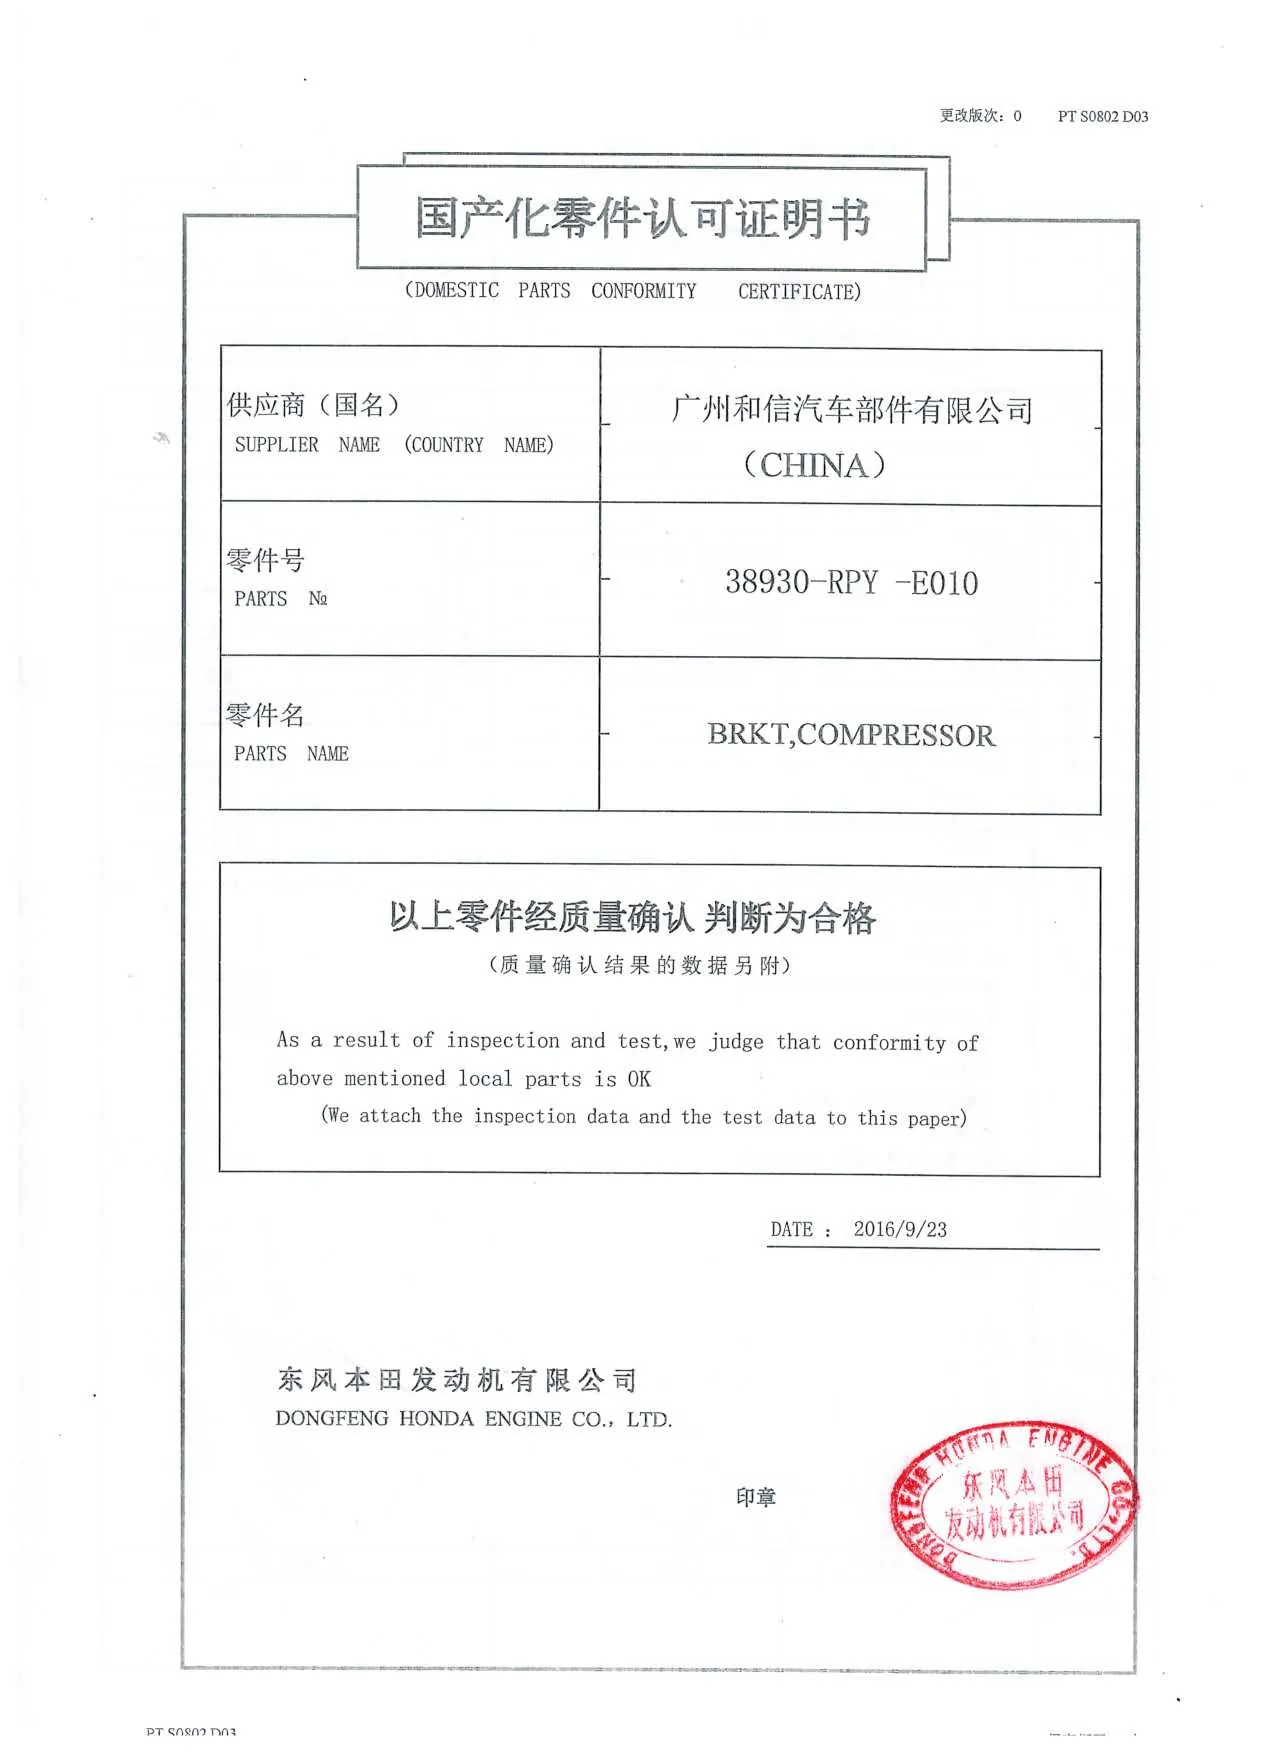 更改版次：0 PT S0802 D03
国产化零件认可证明书
(DOMESTIC PARTS CONFORMITY CERTIFICATE)
供应商（国名）
SUPPLIER NAME (COUNTRY NAME)
广州和信汽车部件有限公司
（CHINA）
零件号
PARTS №
38930-RPY -E010
零件名
PARTS NAME
BRKT,COMPRESSOR
以上零件经质量确认 判断为合格
（质量确认结果的数据另附）
As a result of inspection and test,we judge that conformity of
above mentioned local parts is OK
(We attach the inspection data and the test data to this paper)
DATE : 2016/9/23
东风本田发动机有限公司
DONGFENG HONDA ENGINE CO., LTD.
印章
DONGFENG HONDA ENGINE CO.,LTD.
东风本田
发动机有限公司
PT S0802 D03